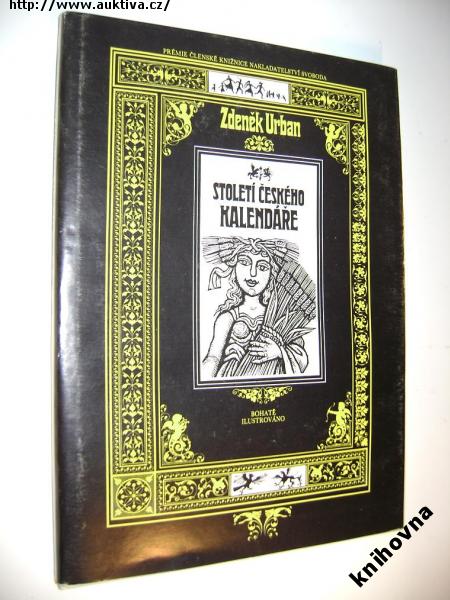 http://www.auktiva.cz/
PRÉMIE ČLENSKÉ KNIŽNICE NAKLADATELSTVÍ SVOBODA
Zdeněk Urban
STOLETÍ ČESKÉHO
KALENDÁŘE
BOHATĚ
ILUSTROVÁNO
knihovna